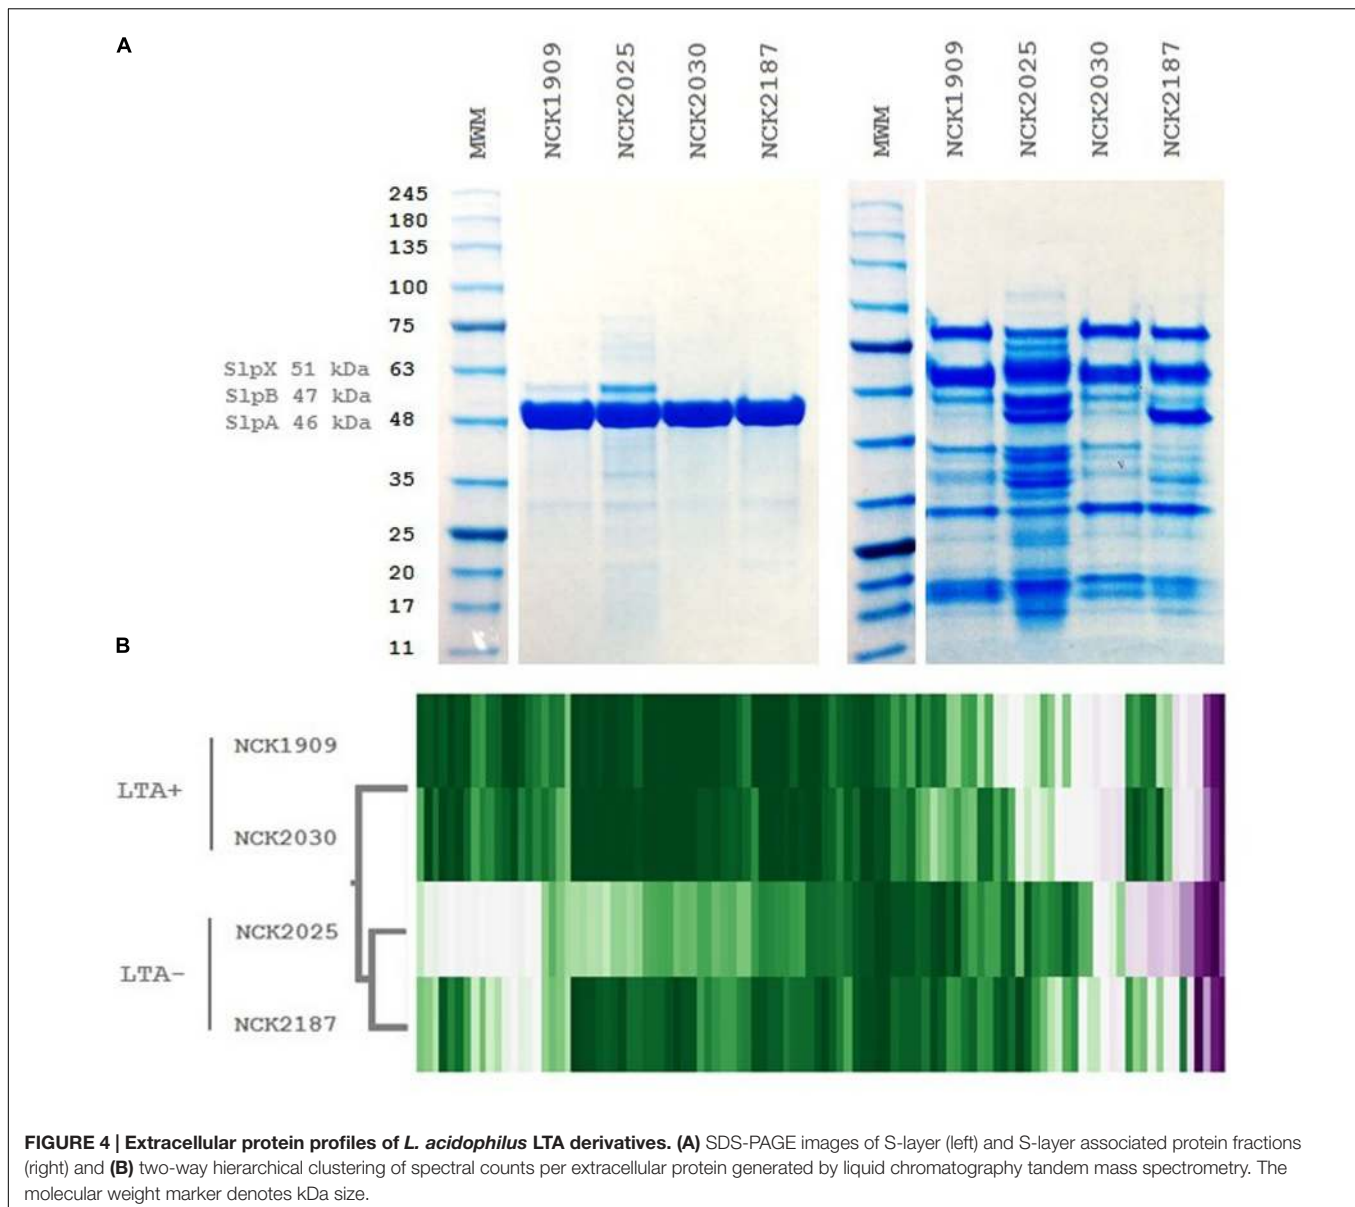 A
MWM
NCK1909
NCK2025
NCK2030
NCK2187
MWM
NCK1909
NCK2025
NCK2030
NCK2187
245
180
135
100
75
SlpX 51 kDa 63
SlpB 47 kDa
SlpA 46 kDa 48
35
25
20
17
11
B
NCK1909
LTA+
NCK2030
NCK2025
LTA-
NCK2187
FIGURE 4 | Extracellular protein profiles of L. acidophilus LTA derivatives. (A) SDS-PAGE images of S-layer (left) and S-layer associated protein fractions
(right) and (B) two-way hierarchical clustering of spectral counts per extracellular protein generated by liquid chromatography tandem mass spectrometry. The
molecular weight marker denotes kDa size.